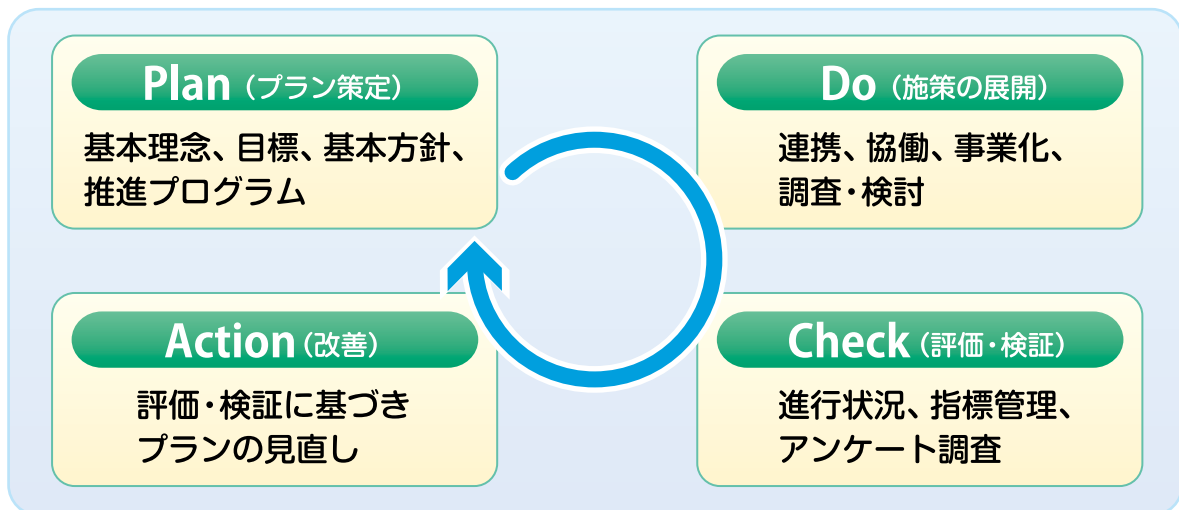 Plan（プラン策定）
基本理念、目標、基本方針、
推進プログラム
Do（施策の展開）
連携、協働、事業化、
調査・検討
Action（改善）
評価・検証に基づき
プランの見直し
Check（評価・検証）
進行状況、指標管理、
アンケート調査